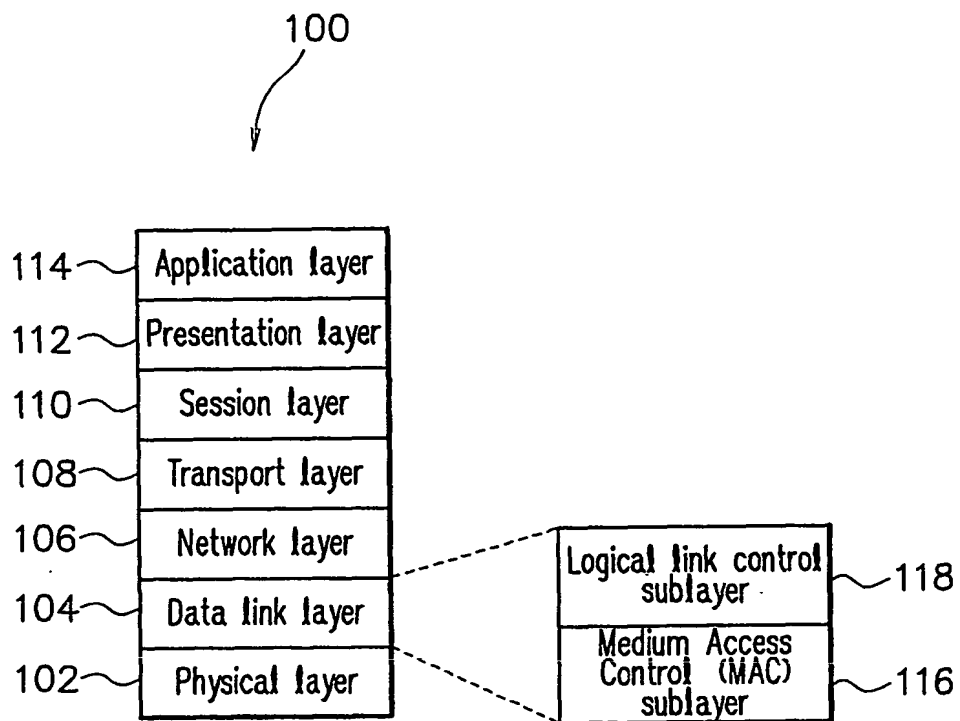 100
114 Application layer
112 Presentation layer
110 Session layer
108 Transport layer
106 Network layer
104 Data link layer
102 Physical layer
Logical link control
sublayer
118
Medium Access
Control (MAC)
sublayer
116